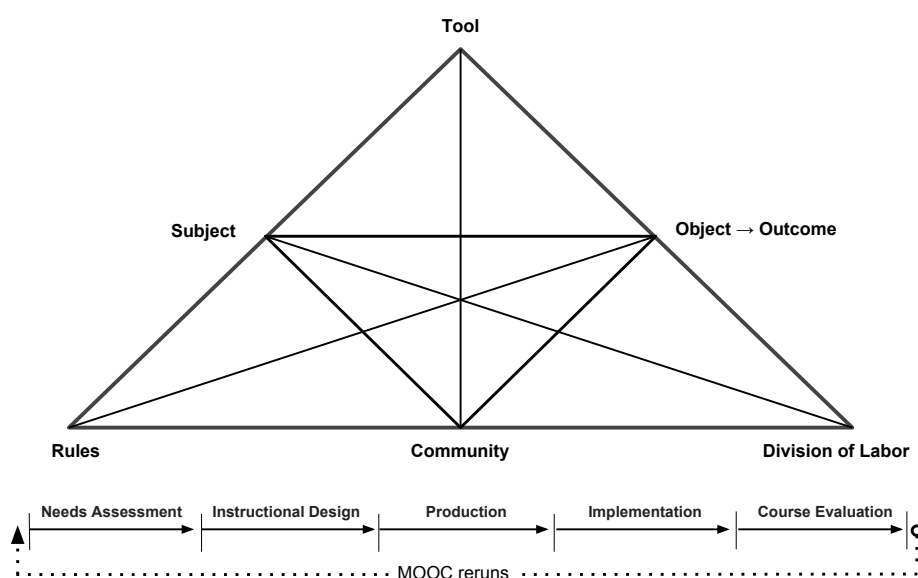 Tool
Subject
Object → Outcome
Rules
Community
Division of Labor
Needs Assessment
Instructional Design
Production
Implementation
Course Evaluation
MOOC reruns